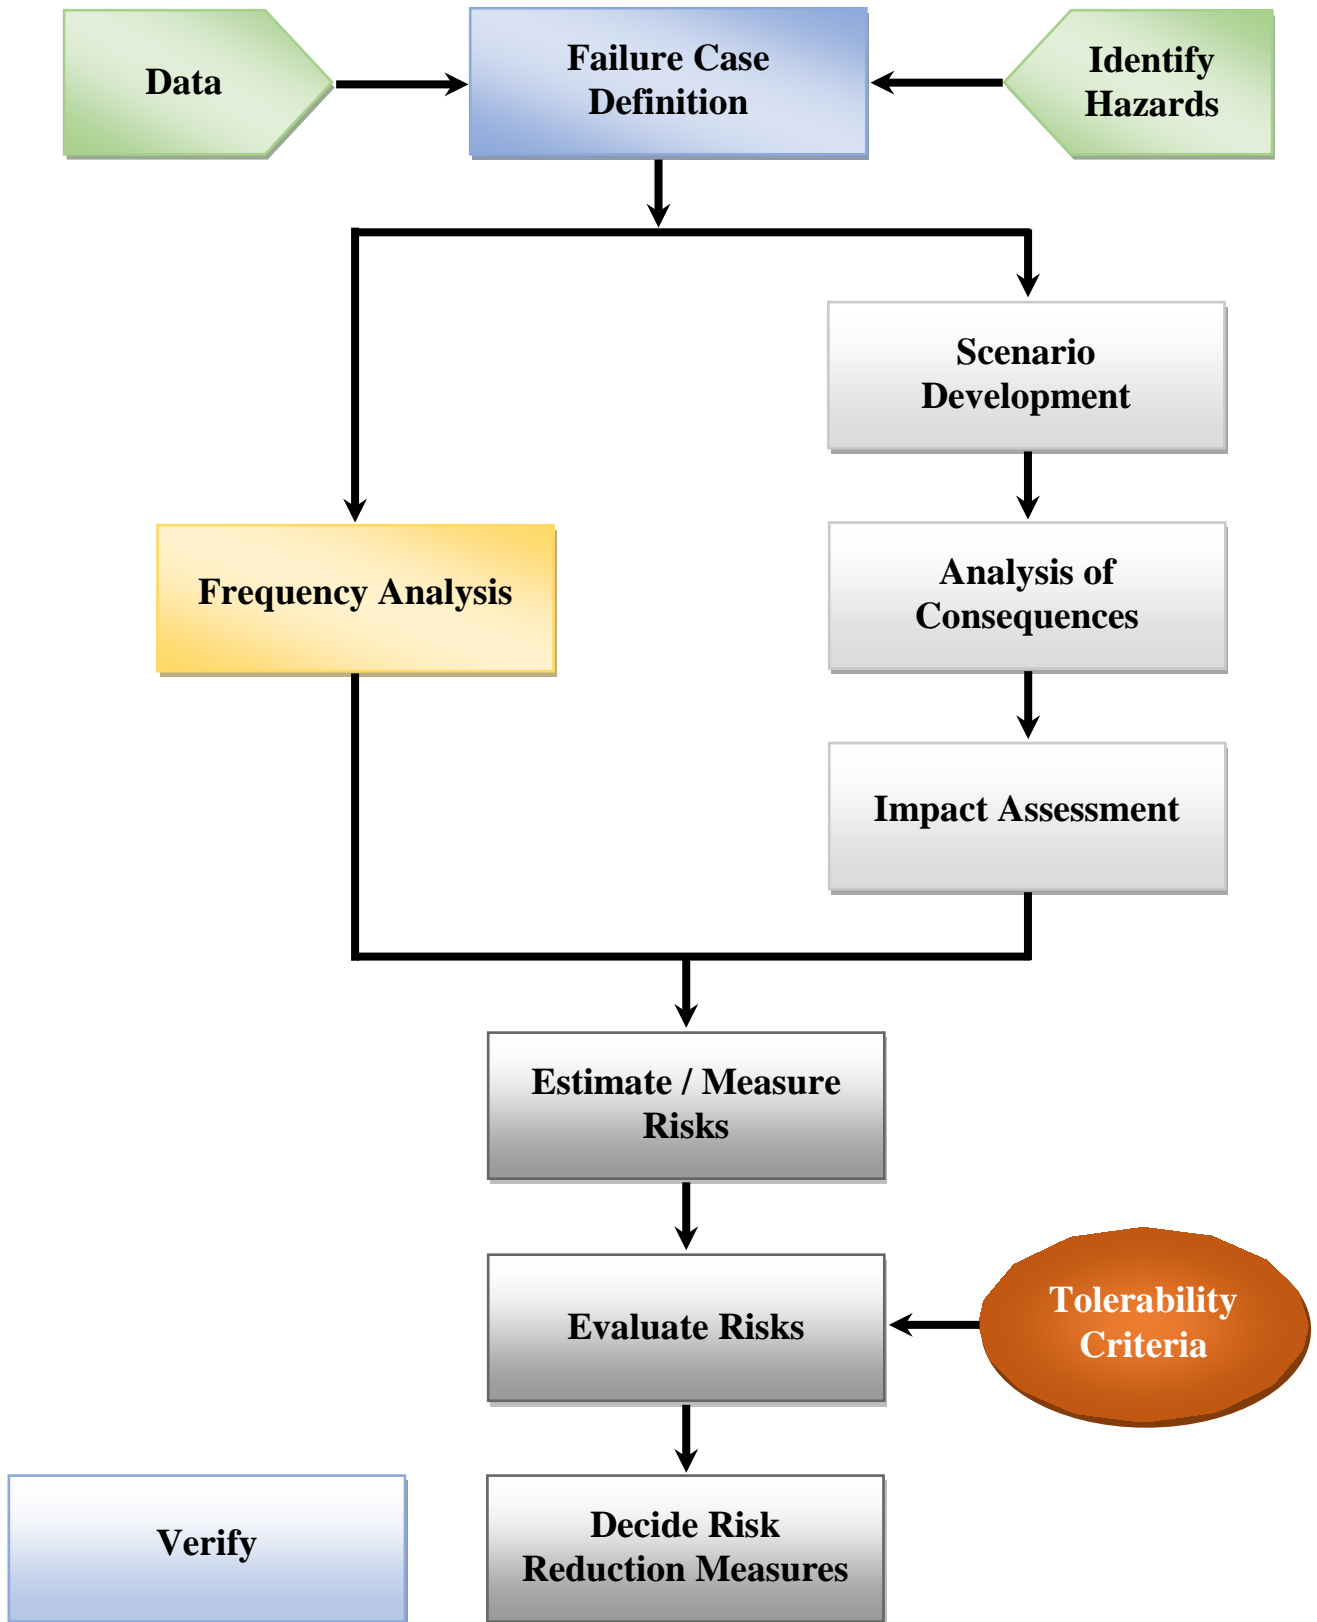 Data
Failure Case
Definition
Identify
Hazards
Scenario
Development
Frequency Analysis
Analysis of
Consequences
Impact Assessment
Estimate / Measure
Risks
Evaluate Risks
Tolerability
Criteria
Verify
Decide Risk
Reduction Measures